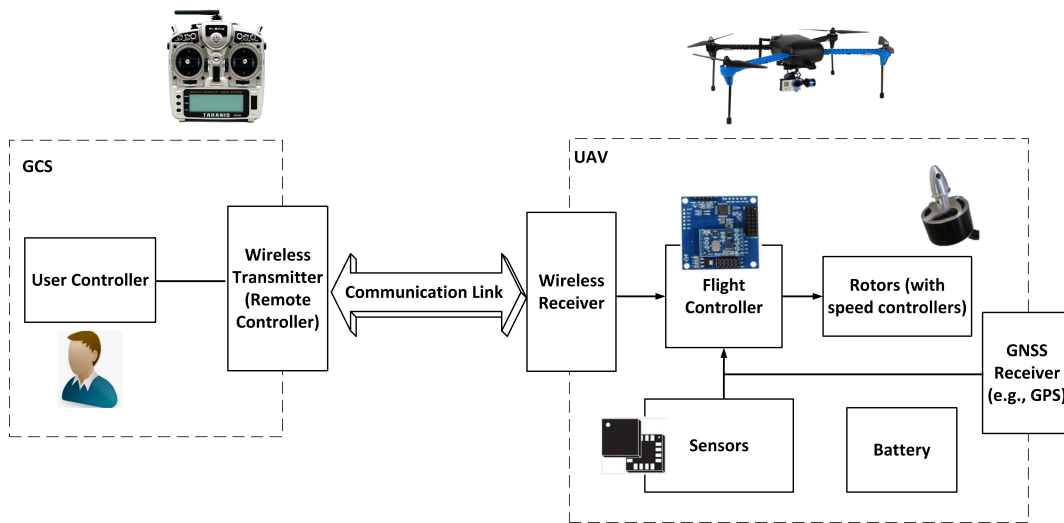 TARANIS
GCS
UAV
User Controller
Wireless
Transmitter
(Remote
Controller)
Communication Link
Wireless
Receiver
Flight
Controller
Rotors (with
speed controllers)
GNSS
Receiver
(e.g., GPS)
Sensors
Battery